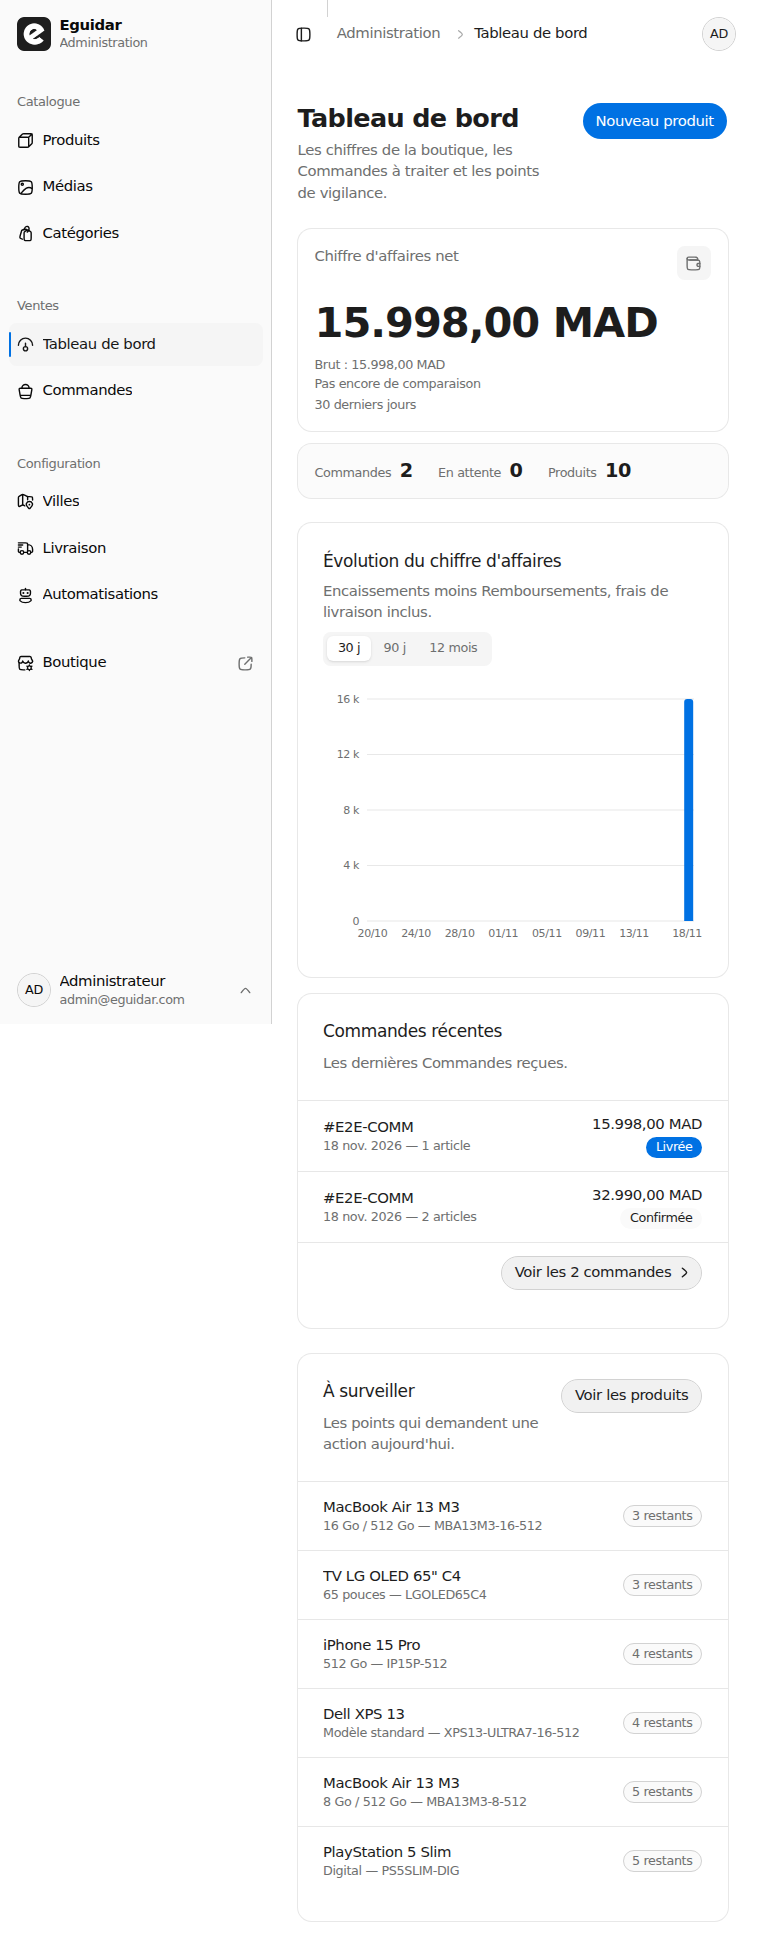 Eguidar
Administration
Catalogue
Produits
Médias
Catégories
Ventes
Tableau de bord
Commandes
Configuration
Villes
Livraison
Automatisations
Boutique
AD
Administrateur
admin@eguidar.com
Administration
Tableau de bord
AD
Tableau de bord
Nouveau produit
Les chiffres de la boutique, les
Commandes à traiter et les points
de vigilance.
Chiffre d'affaires net
15.998,00 MAD
Brut : 15.998,00 MAD
Pas encore de comparaison
30 derniers jours
Commandes 2 En attente 0 Produits 10
Évolution du chiffre d'affaires
Encaissements moins Remboursements, frais de
livraison inclus.
30 j 90 j 12 mois
16 k
12 k
8 k
4 k
0
20/10 24/10 28/10 01/11 05/11 09/11 13/11 18/11
Commandes récentes
Les dernières Commandes reçues.
#E2E-COMM 15.998,00 MAD
18 nov. 2026 — 1 article Livrée
#E2E-COMM 32.990,00 MAD
18 nov. 2026 — 2 articles Confirmée
Voir les 2 commandes
À surveiller
Voir les produits
Les points qui demandent une
action aujourd'hui.
MacBook Air 13 M3
16 Go / 512 Go — MBA13M3-16-512
3 restants
TV LG OLED 65" C4
65 pouces — LGOLED65C4
3 restants
iPhone 15 Pro
512 Go — IP15P-512
4 restants
Dell XPS 13
Modèle standard — XPS13-ULTRA7-16-512
4 restants
MacBook Air 13 M3
8 Go / 512 Go — MBA13M3-8-512
5 restants
PlayStation 5 Slim
Digital — PS5SLIM-DIG
5 restants